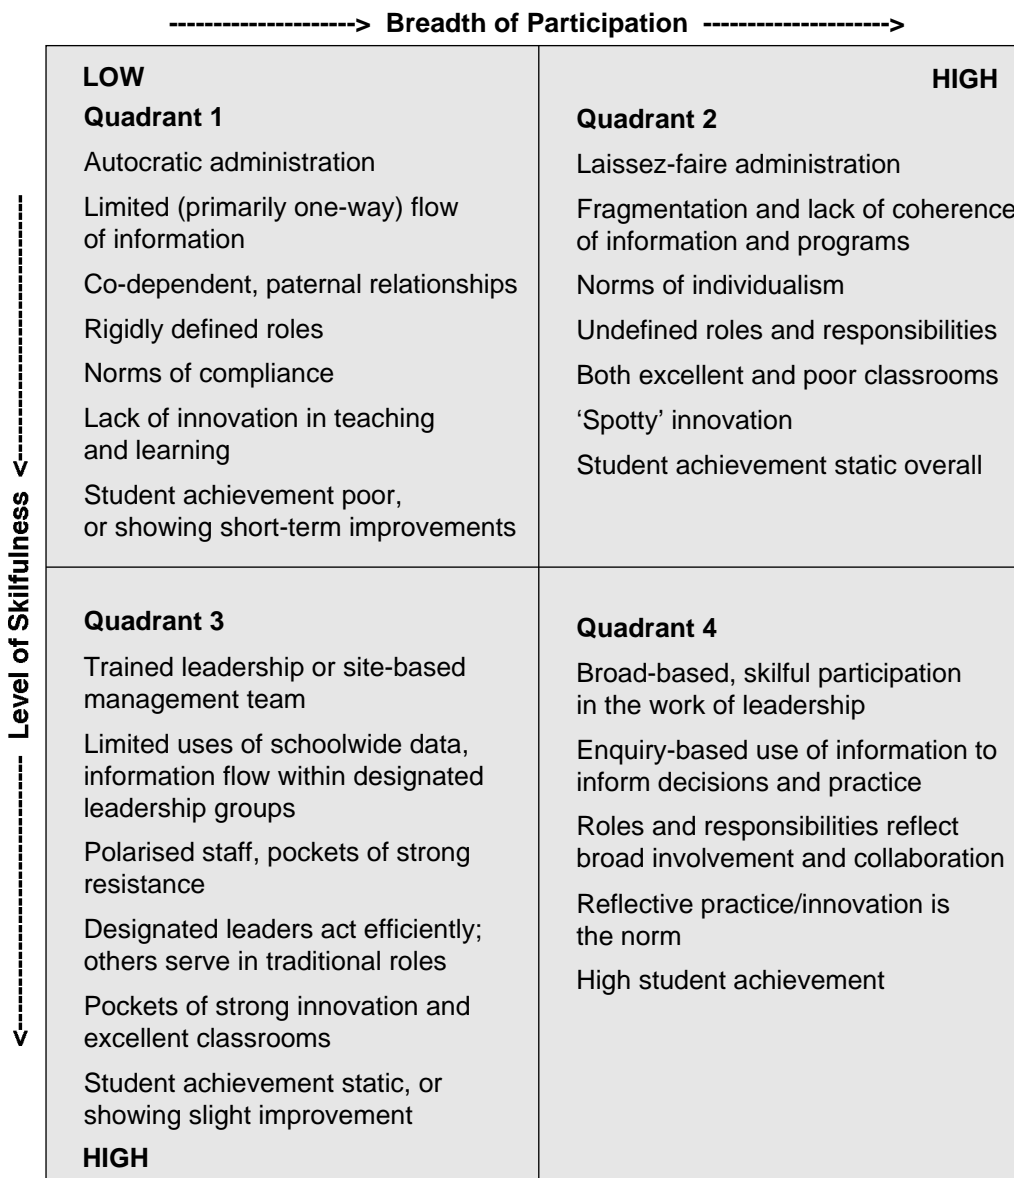 ---------------------> Breadth of Participation --------------------->
LOW
HIGH
Quadrant 1
Autocratic administration
Limited (primarily one-way) flow
of information
Co-dependent, paternal relationships
Rigidly defined roles
Norms of compliance
Lack of innovation in teaching
and learning
Student achievement poor,
or showing short-term improvements
Quadrant 2
Laissez-faire administration
Fragmentation and lack of coherence
of information and programs
Norms of individualism
Undefined roles and responsibilities
Both excellent and poor classrooms
‘Spotty’ innovation
Student achievement static overall
<--------------------- Level of Skilfulness <---------------------
Quadrant 3
Trained leadership or site-based
management team
Limited uses of schoolwide data,
information flow within designated
leadership groups
Polarised staff, pockets of strong
resistance
Designated leaders act efficiently;
others serve in traditional roles
Pockets of strong innovation and
excellent classrooms
Student achievement static, or
showing slight improvement
HIGH
Quadrant 4
Broad-based, skilful participation
in the work of leadership
Enquiry-based use of information to
inform decisions and practice
Roles and responsibilities reflect
broad involvement and collaboration
Reflective practice/innovation is
the norm
High student achievement